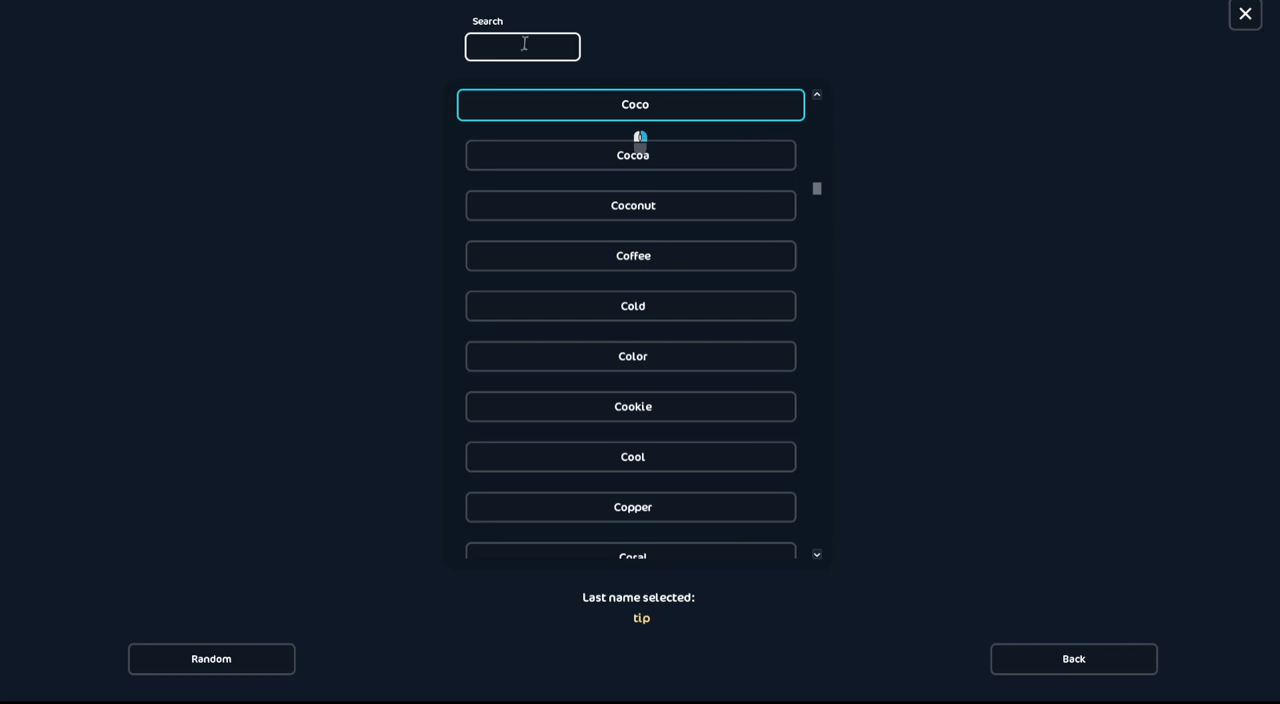 Search
Coco
Cocoa
Coconut
Coffee
Cold
Color
Cookie
Cool
Copper
Coral
Last name selected:
tip
Random
Back